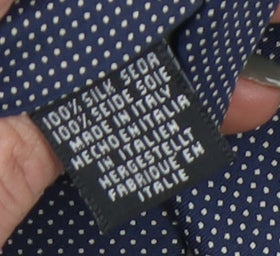 100% SILK SEDA
100% SEIDE SOIE
MADE IN ITALY
HECHO EN ITALIA
IN ITALIEN
HERGESTELLT
FABRIQUE EN
ITALIE